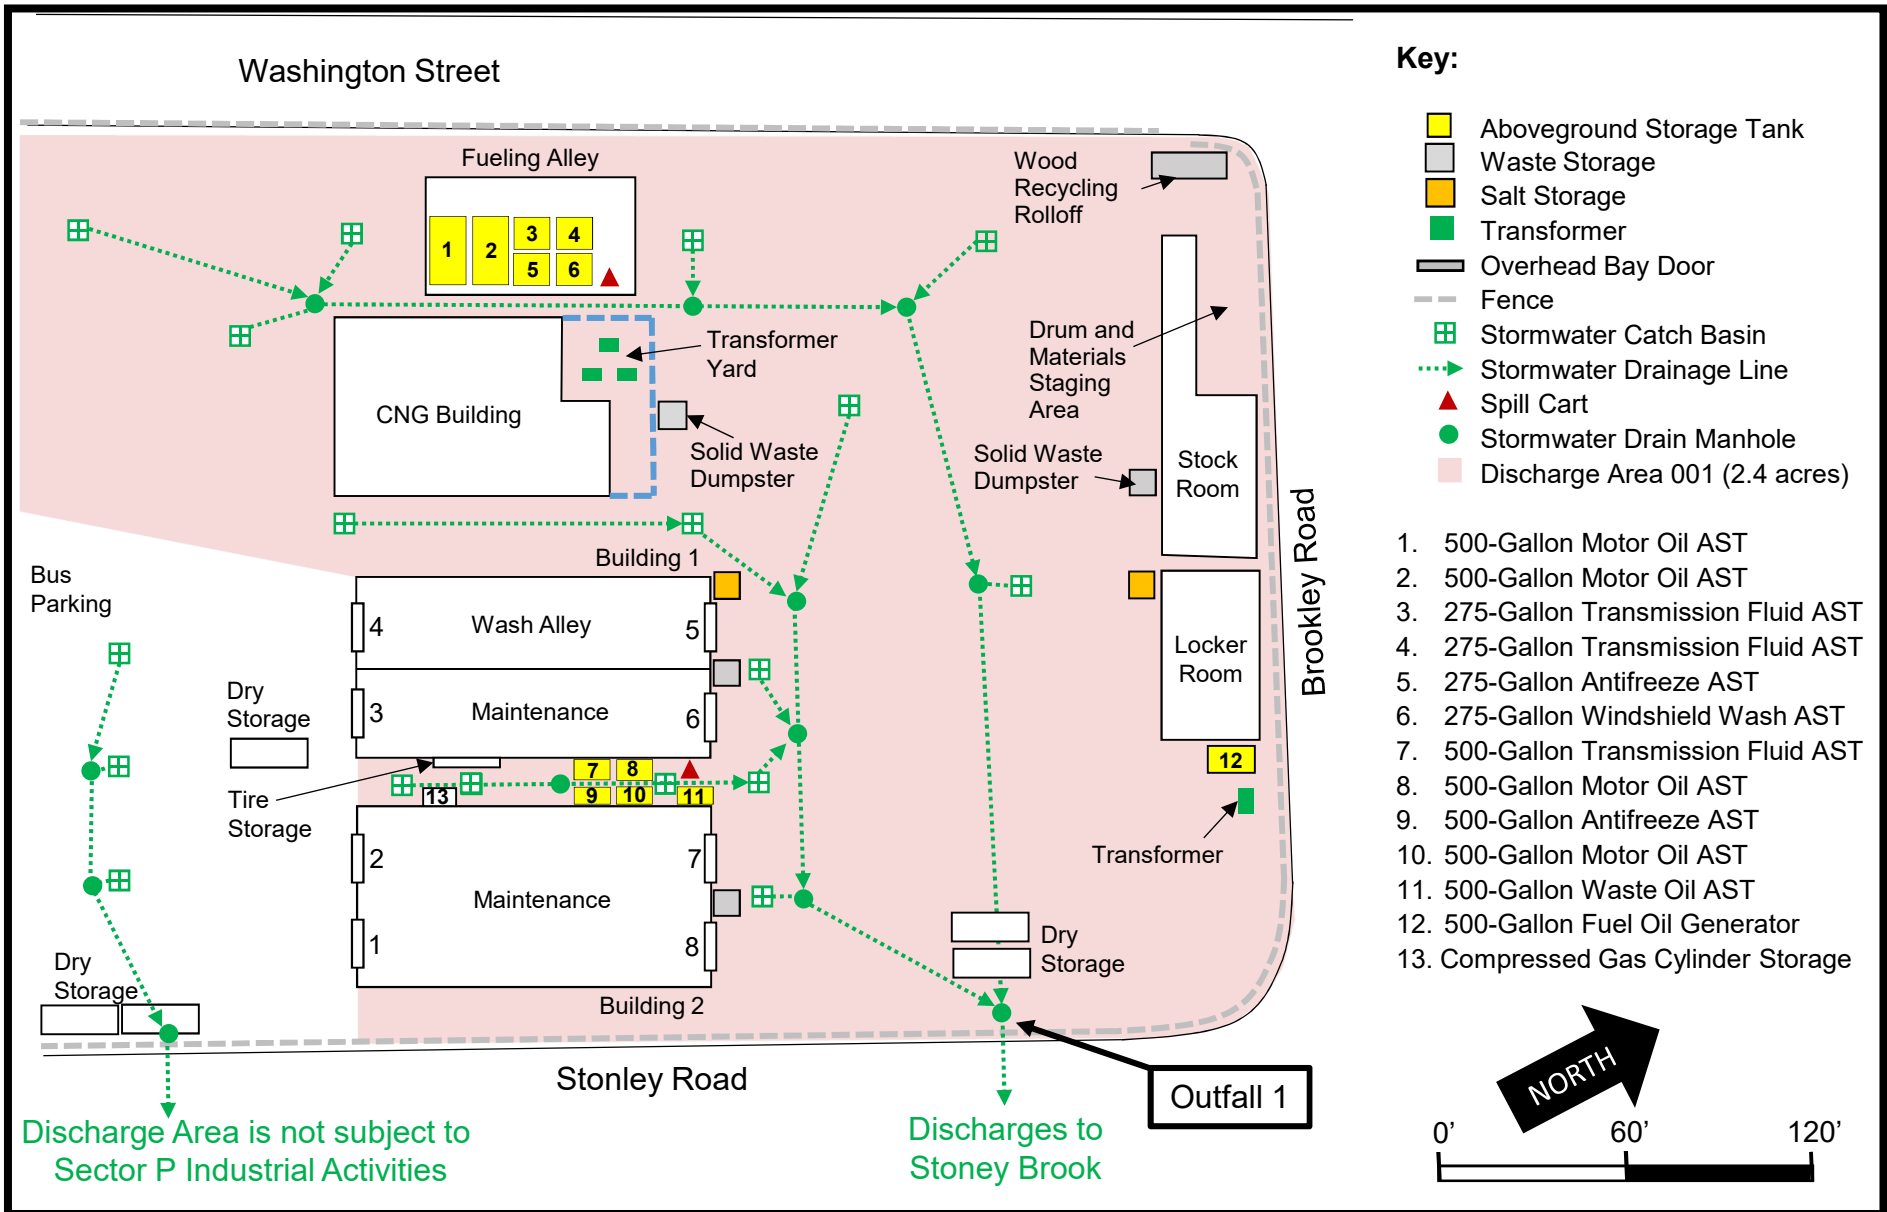 Washington Street
Fueling Alley
1
2
3
4
5
6
Wood
Recycling
Rolloff
Transformer
Yard
CNG Building
Solid Waste
Dumpster
Drum and
Materials
Staging
Area
Solid Waste
Dumpster
Stock
Room
Brookley Road
Building 1
Bus
Parking
4
Wash Alley
5
Locker
Room
Dry
Storage
3
Maintenance
6
7
8
9
10
11
12
13
Tire
Storage
Transformer
2
7
Maintenance
1
8
Dry
Storage
Dry
Storage
Building 2
Stonley Road
Outfall 1
Discharge Area is not subject to
Sector P Industrial Activities
Discharges to
Stoney Brook
Key:
Aboveground Storage Tank
Waste Storage
Salt Storage
Transformer
Overhead Bay Door
Fence
Stormwater Catch Basin
Stormwater Drainage Line
Spill Cart
Stormwater Drain Manhole
Discharge Area 001 (2.4 acres)
1. 500-Gallon Motor Oil AST
2. 500-Gallon Motor Oil AST
3. 275-Gallon Transmission Fluid AST
4. 275-Gallon Transmission Fluid AST
5. 275-Gallon Antifreeze AST
6. 275-Gallon Windshield Wash AST
7. 500-Gallon Transmission Fluid AST
8. 500-Gallon Motor Oil AST
9. 500-Gallon Antifreeze AST
10. 500-Gallon Motor Oil AST
11. 500-Gallon Waste Oil AST
12. 500-Gallon Fuel Oil Generator
13. Compressed Gas Cylinder Storage
NORTH
0’ 60’ 120’